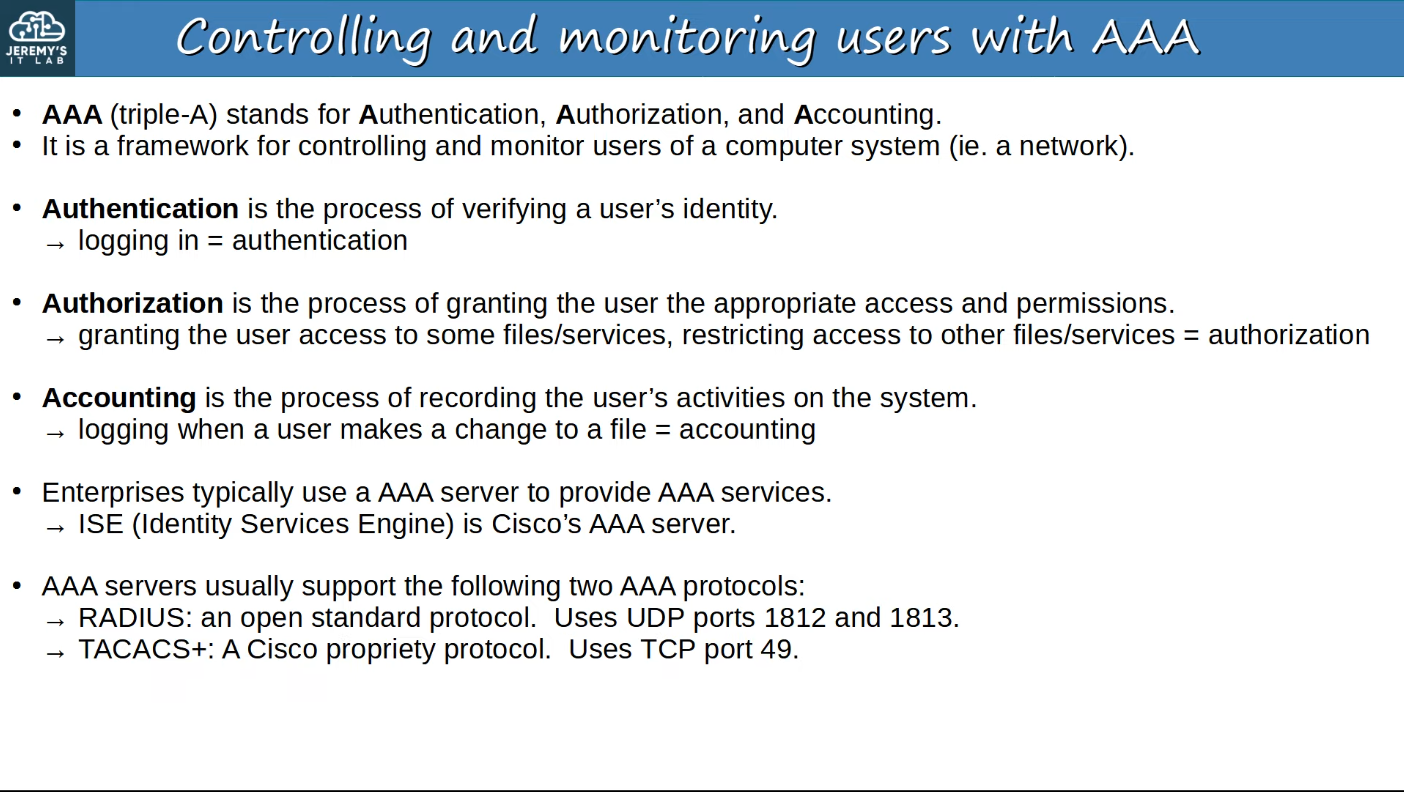 JEREMY'S
IT LAB
Controlling and monitoring users with AAA
• AAA (triple-A) stands for Authentication, Authorization, and Accounting.
• It is a framework for controlling and monitor users of a computer system (ie. a network).
• Authentication is the process of verifying a user's identity.
→ logging in = authentication
• Authorization is the process of granting the user the appropriate access and permissions.
→ granting the user access to some files/services, restricting access to other files/services = authorization
• Accounting is the process of recording the user's activities on the system.
→ logging when a user makes a change to a file = accounting
• Enterprises typically use a AAA server to provide AAA services.
→ ISE (Identity Services Engine) is Cisco's AAA server.
• AAA servers usually support the following two AAA protocols:
→ RADIUS: an open standard protocol.  Uses UDP ports 1812 and 1813.
→ TACACS+: A Cisco propriety protocol.  Uses TCP port 49.